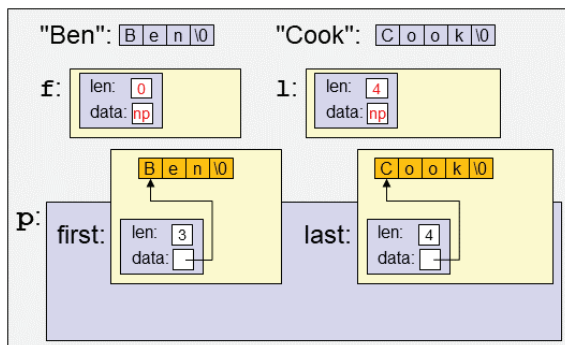 "Ben": B e n \0 "Cook": C o o k \0
f: len: 0 l: len: 4
data: np data: np
B e n \0 C o o k \0
p: first: len: 3 last: len: 4
data: data: